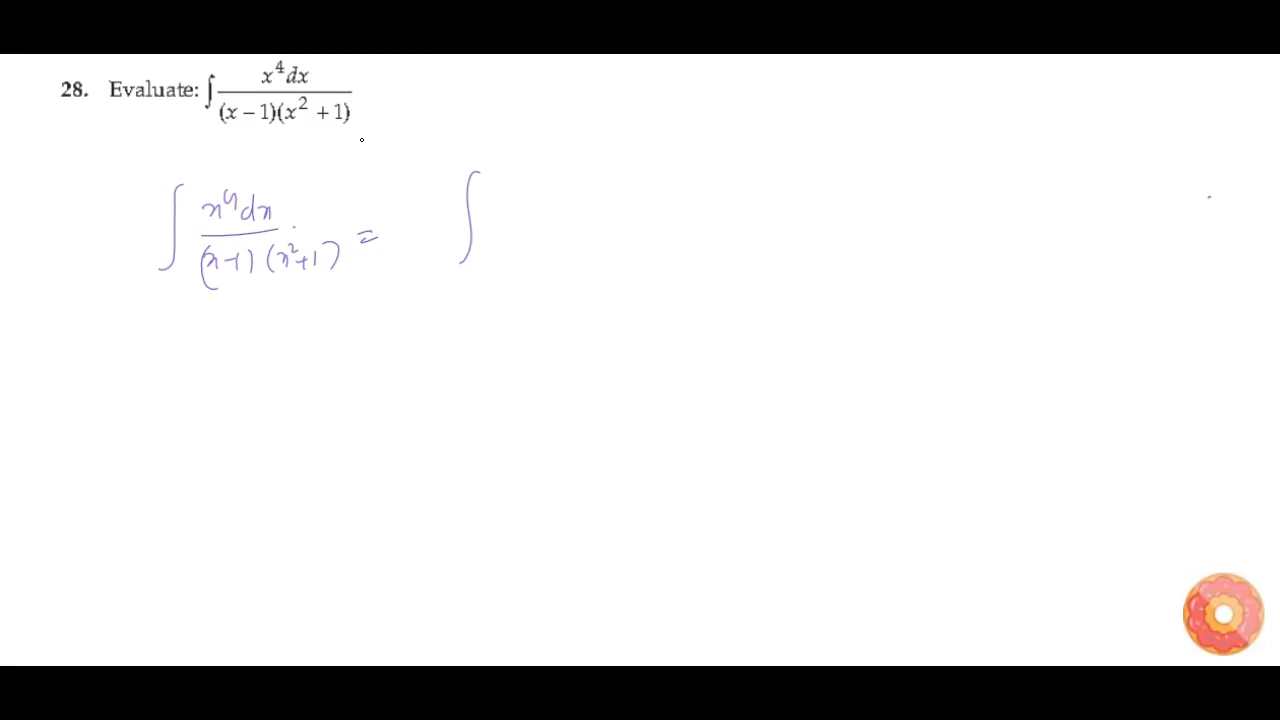 28. Evaluate: ∫ x⁴dx / (x – 1)(x² + 1)
∫ x⁴dx / (x-1) (x²+1) = ∫